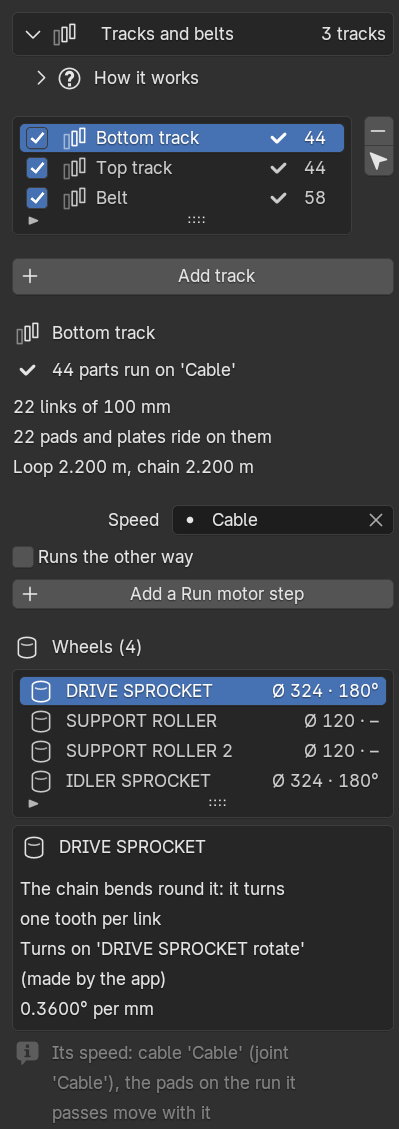 Tracks and belts 3 tracks
How it works
Bottom track 44
Top track 44
Belt 58
Add track
Bottom track
44 parts run on 'Cable'
22 links of 100 mm
22 pads and plates ride on them
Loop 2.200 m, chain 2.200 m
Speed Cable
Runs the other way
Add a Run motor step
Wheels (4)
DRIVE SPROCKET Ø 324 · 180°
SUPPORT ROLLER Ø 120 · –
SUPPORT ROLLER 2 Ø 120 · –
IDLER SPROCKET Ø 324 · 180°
DRIVE SPROCKET
The chain bends round it: it turns
one tooth per link
Turns on 'DRIVE SPROCKET rotate'
(made by the app)
0.3600° per mm
Its speed: cable 'Cable' (joint
'Cable'), the pads on the run it
passes move with it